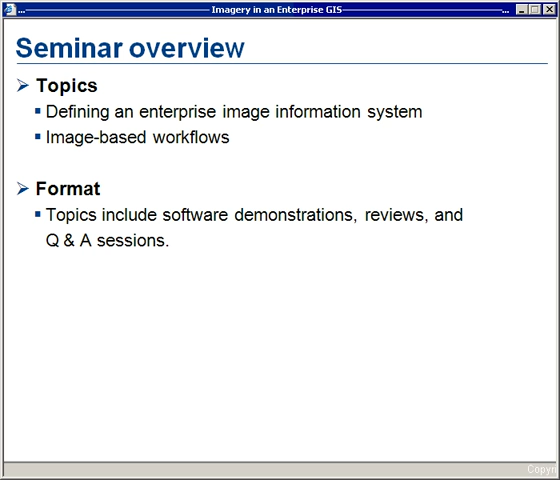 Imagery in an Enterprise GIS
Seminar overview
Topics
Defining an enterprise image information system
Image-based workflows
Format
Topics include software demonstrations, reviews, and
Q & A sessions.
Copyri